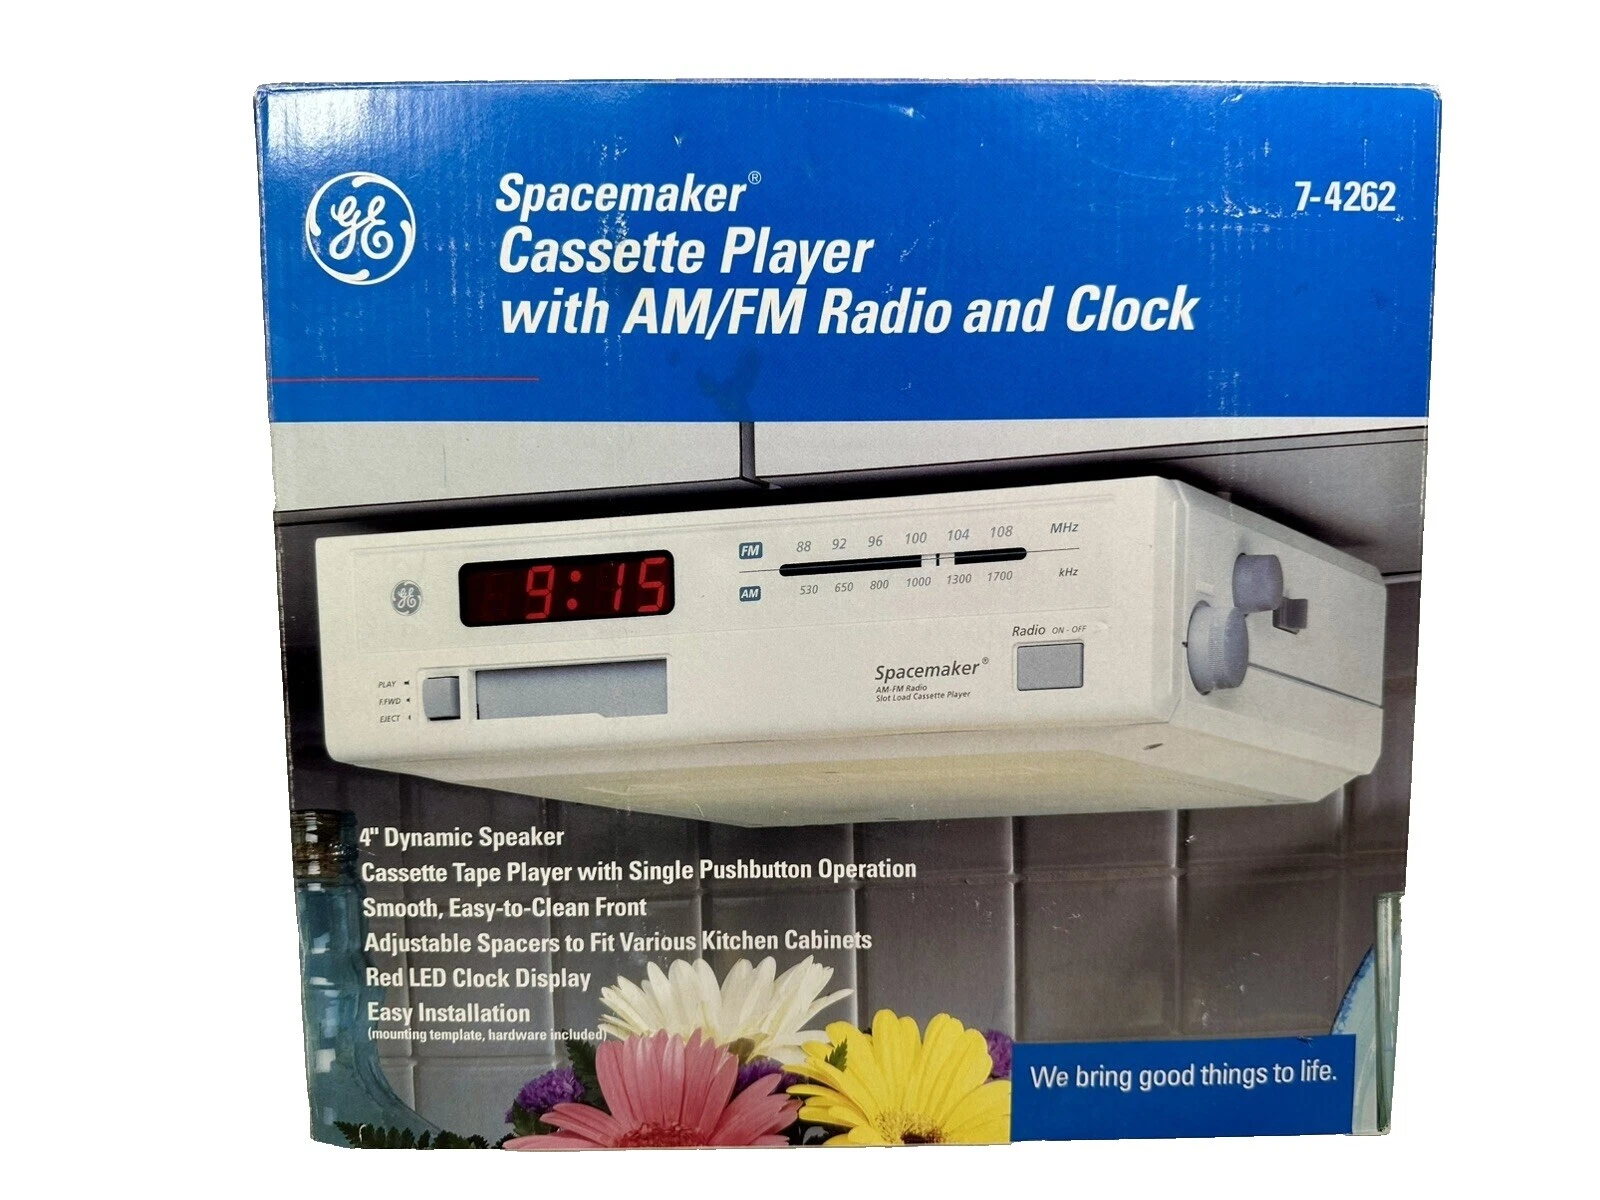 GE
Spacemaker®
Cassette Player
with AM/FM Radio and Clock
7-4262
GE
9:15
FM 88 92 96 100 104 108 MHz
AM 530 650 800 1000 1300 1700 kHz
Radio ON - OFF
PLAY
F.FWD
EJECT
Spacemaker®
AM-FM Radio
Slot Load Cassette Player
4" Dynamic Speaker
Cassette Tape Player with Single Pushbutton Operation
Smooth, Easy-to-Clean Front
Adjustable Spacers to Fit Various Kitchen Cabinets
Red LED Clock Display
Easy Installation
(mounting template, hardware included)
We bring good things to life.